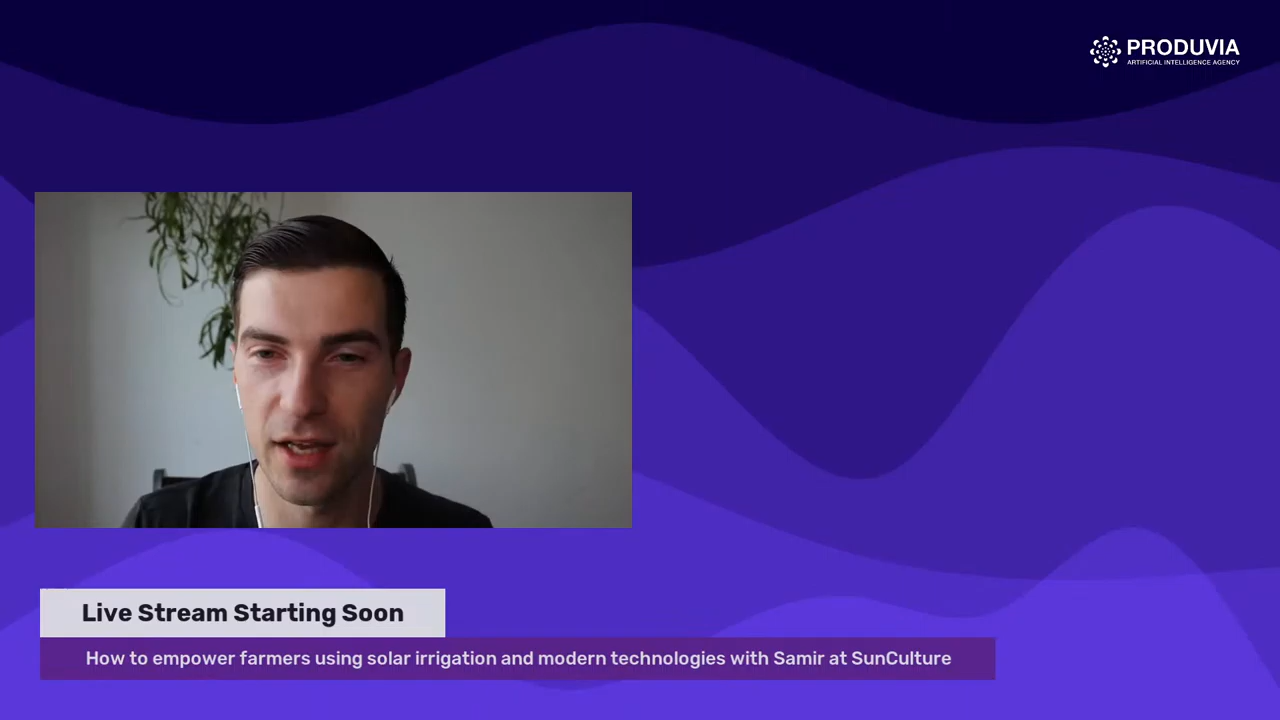 PRODUVIA
ARTIFICIAL INTELLIGENCE AGENCY
Live Stream Starting Soon
How to empower farmers using solar irrigation and modern technologies with Samir at SunCulture